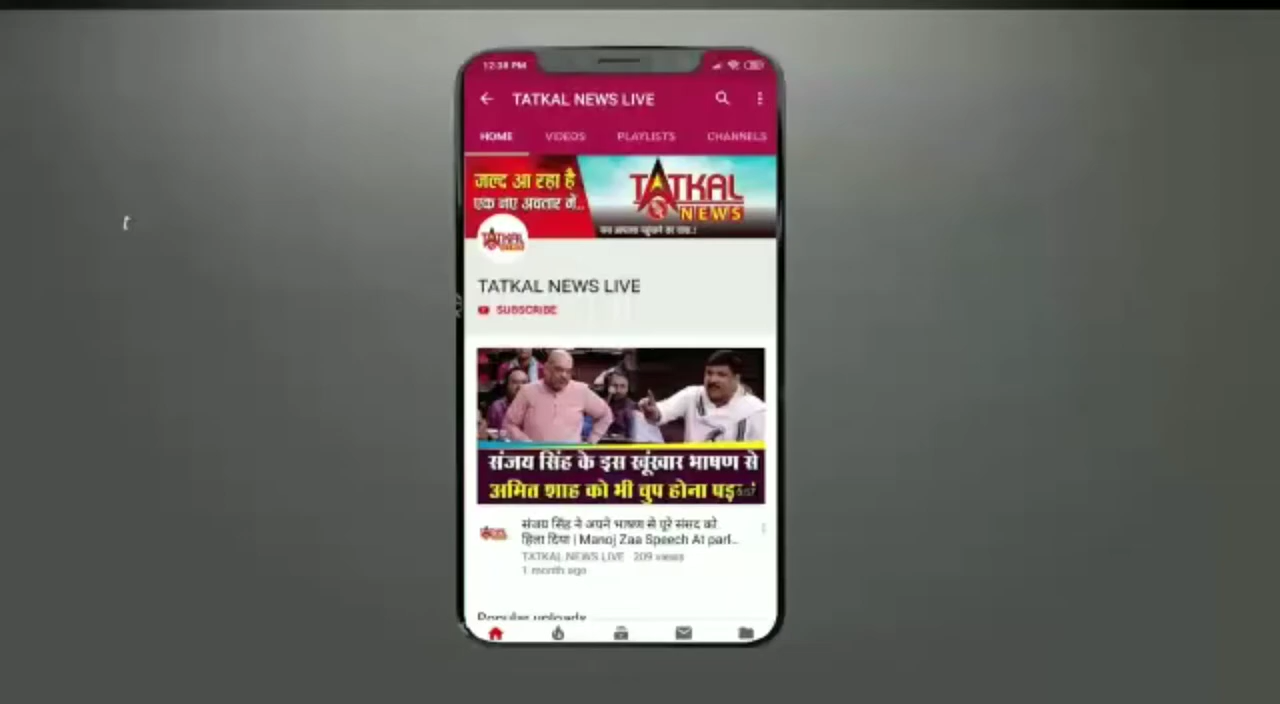 t
12:38 PM
TATKAL NEWS LIVE
HOME VIDEOS PLAYLISTS CHANNELS
जल्द आ रहा है
एक नए अवतार में..
TATKAL
NEWS
TATKAL
TATKAL NEWS LIVE
SUBSCRIBE
संजय सिंह के इस खूंखार भाषण से
अमित शाह को भी चुप होना पड़
संजय सिंह ने अपने भाषण से पूरे संसद को
हिला दिया | Manoj Zaa Speech At parl...
TATKAL NEWS LIVE 209 views
1 month ago
Popular uploads